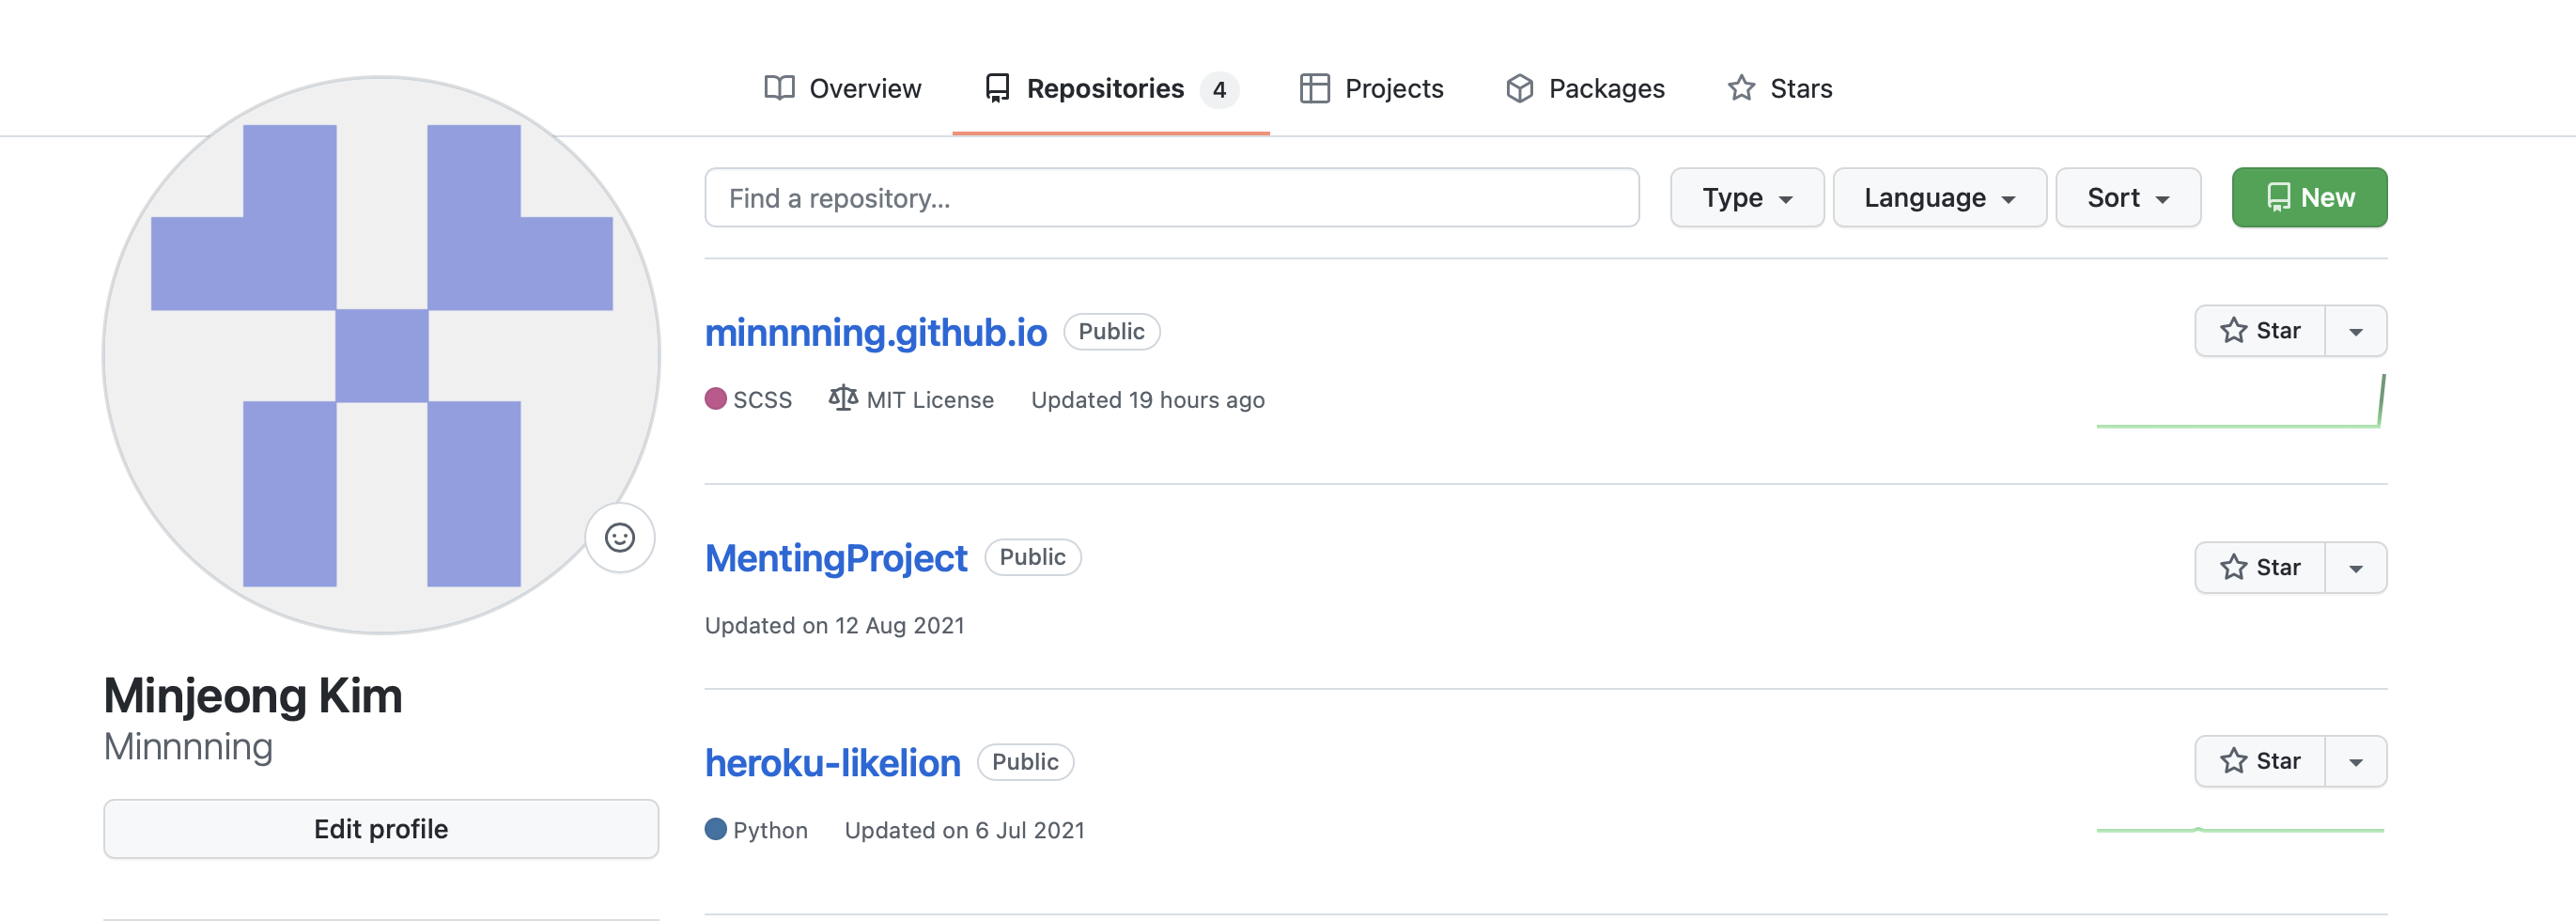 Overview Repositories 4 Projects Packages Stars
Find a repository... Type Language Sort New
minnnning.github.io Public Star
SCSS MIT License Updated 19 hours ago
MentingProject Public Star
Updated on 12 Aug 2021
heroku-likelion Public Star
Python Updated on 6 Jul 2021
Minjeong Kim
Minnnning
Edit profile